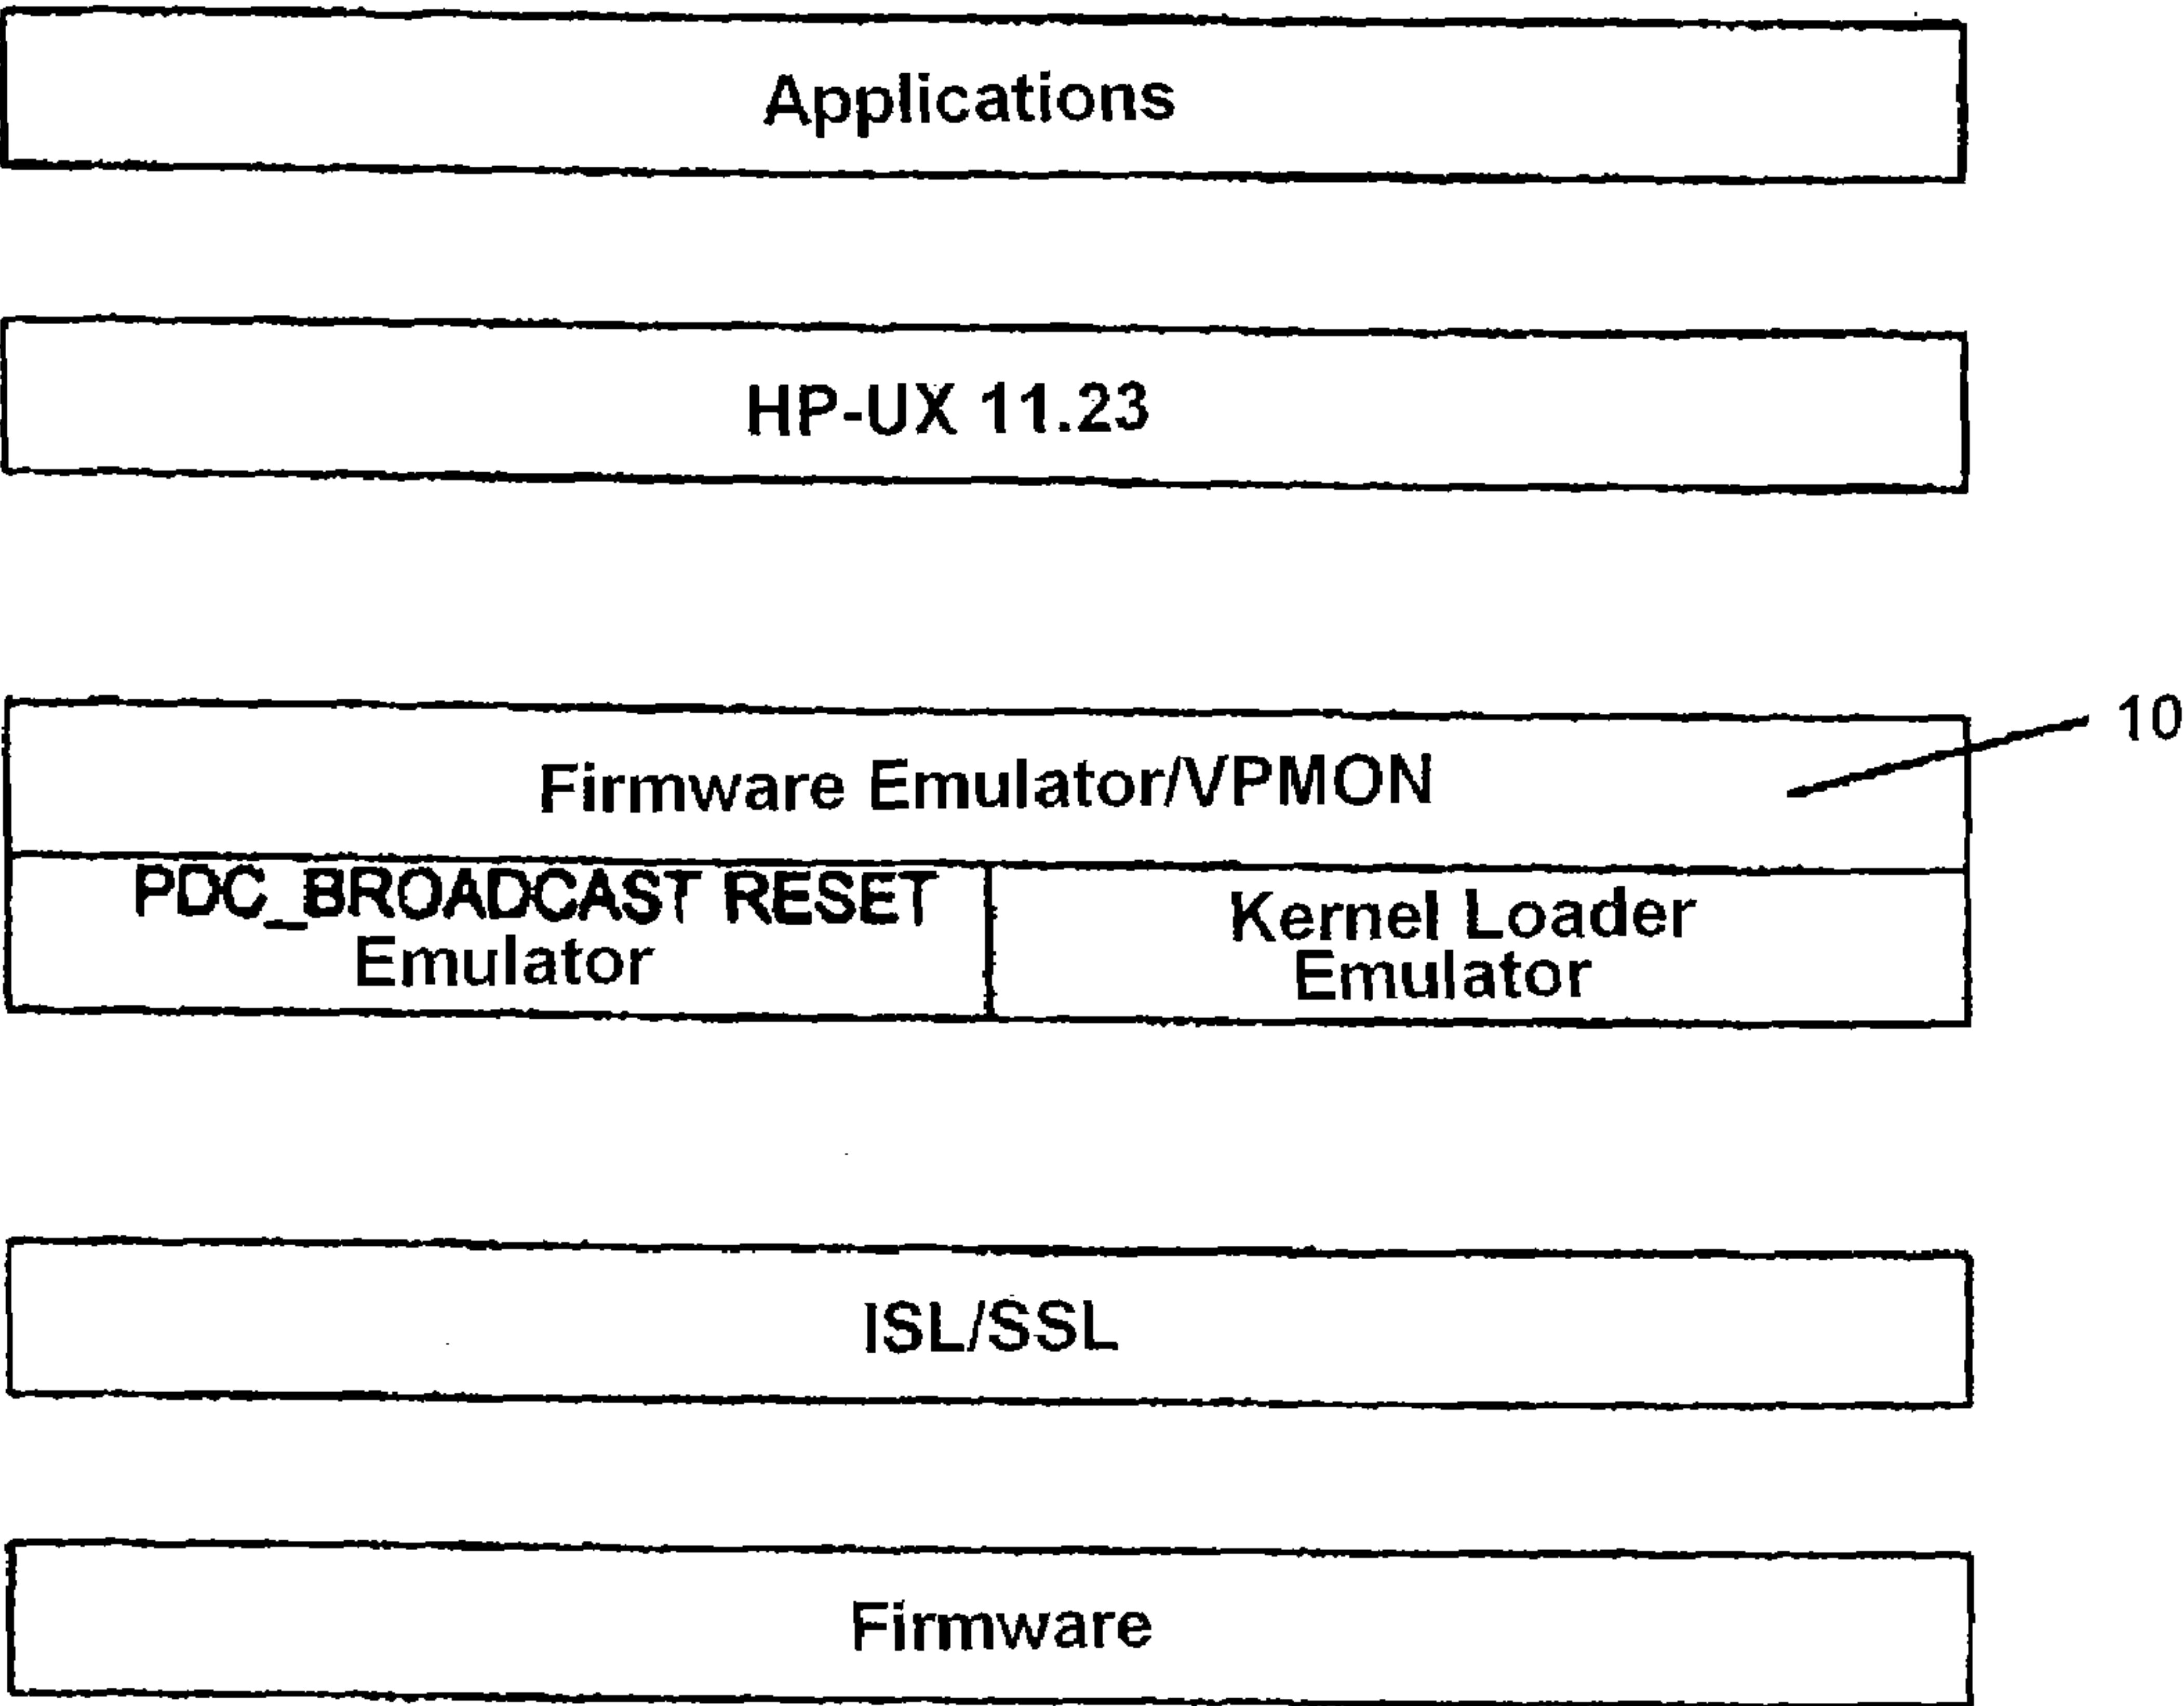 Applications
HP-UX 11.23
10
Firmware Emulator/VPMON
PDC_BROADCAST RESET
Emulator
Kernel Loader
Emulator
ISL/SSL
Firmware